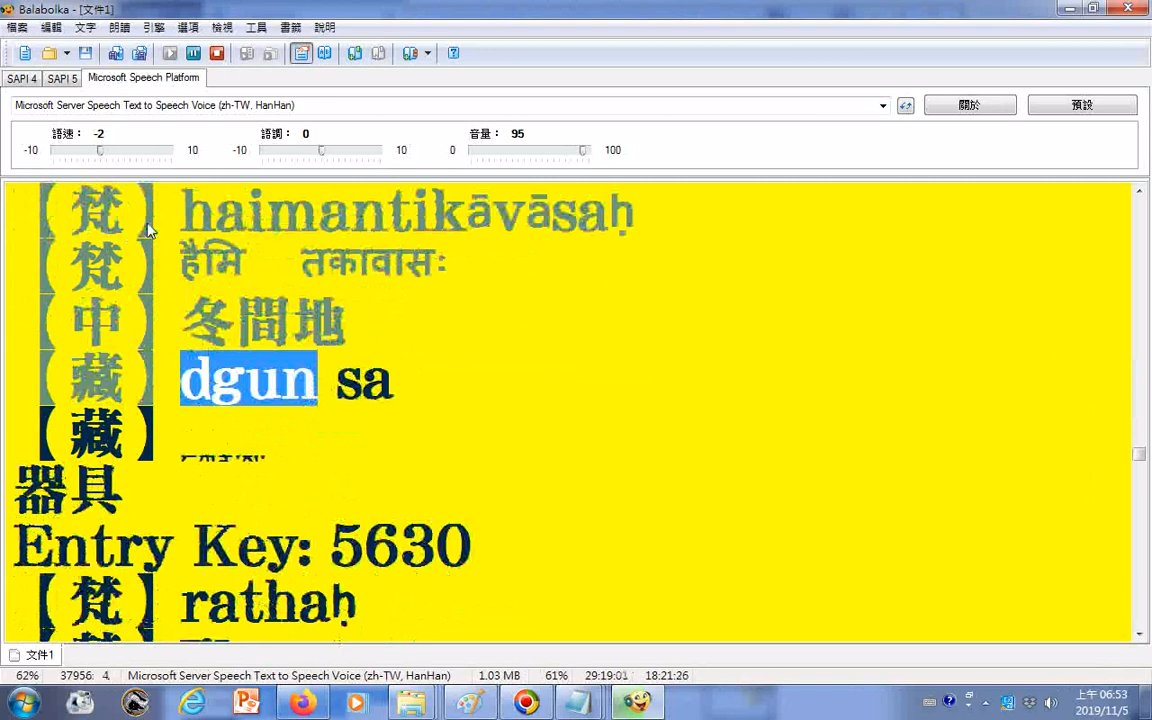 Balabolka - [文件1]
檔案 編輯 文字 朗讀 引擎 選項 檢視 工具 書籤 說明
SAPI 4 SAPI 5 Microsoft Speech Platform
Microsoft Server Speech Text to Speech Voice (zh-TW, HanHan) 關於 預設
語速： -2 語調： 0 音量： 95
-10 10 -10 10 0 100
【梵】 haimantikāvāsaḥ
【梵】 हैमि तकावासः
【中】 冬間地
【藏】 dgun sa
【藏】
器具
Entry Key: 5630
【梵】 rathaḥ
文件1
62% 37956: 4 Microsoft Server Speech Text to Speech Voice (zh-TW, HanHan) 1.03 MB 61% 29:19:01 18:21:26
上午 06:53
2019/11/5